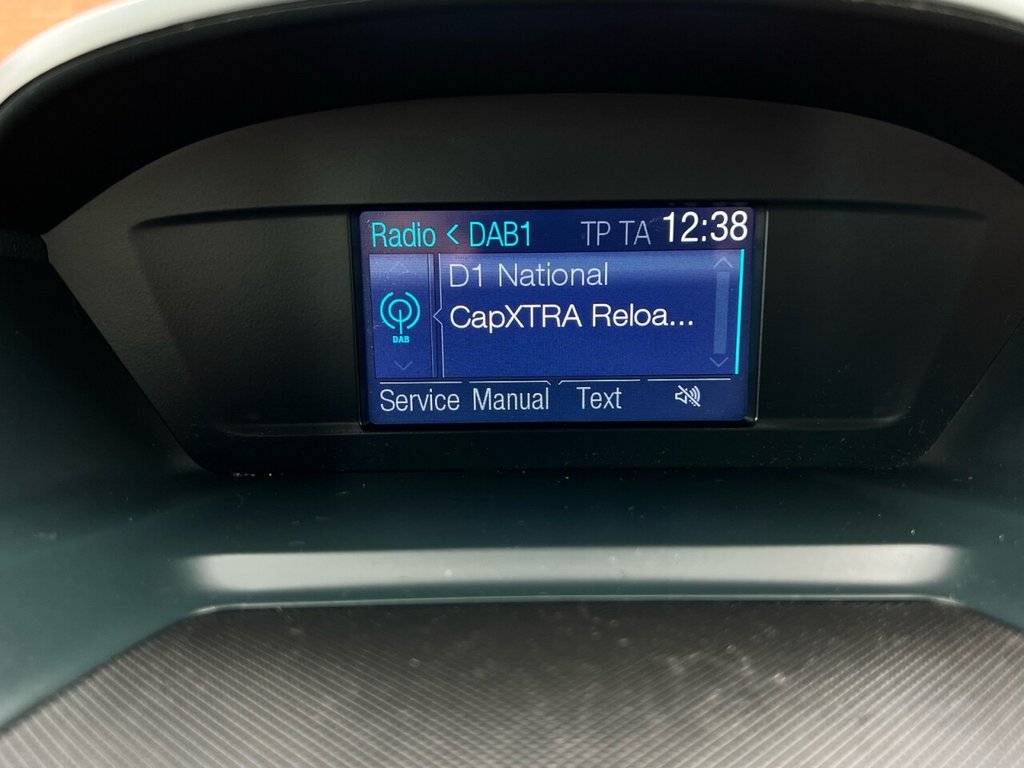 Radio < DAB1 TP TA 12:38
D1 National
CapXTRA Reloa...
DAB
Service Manual Text